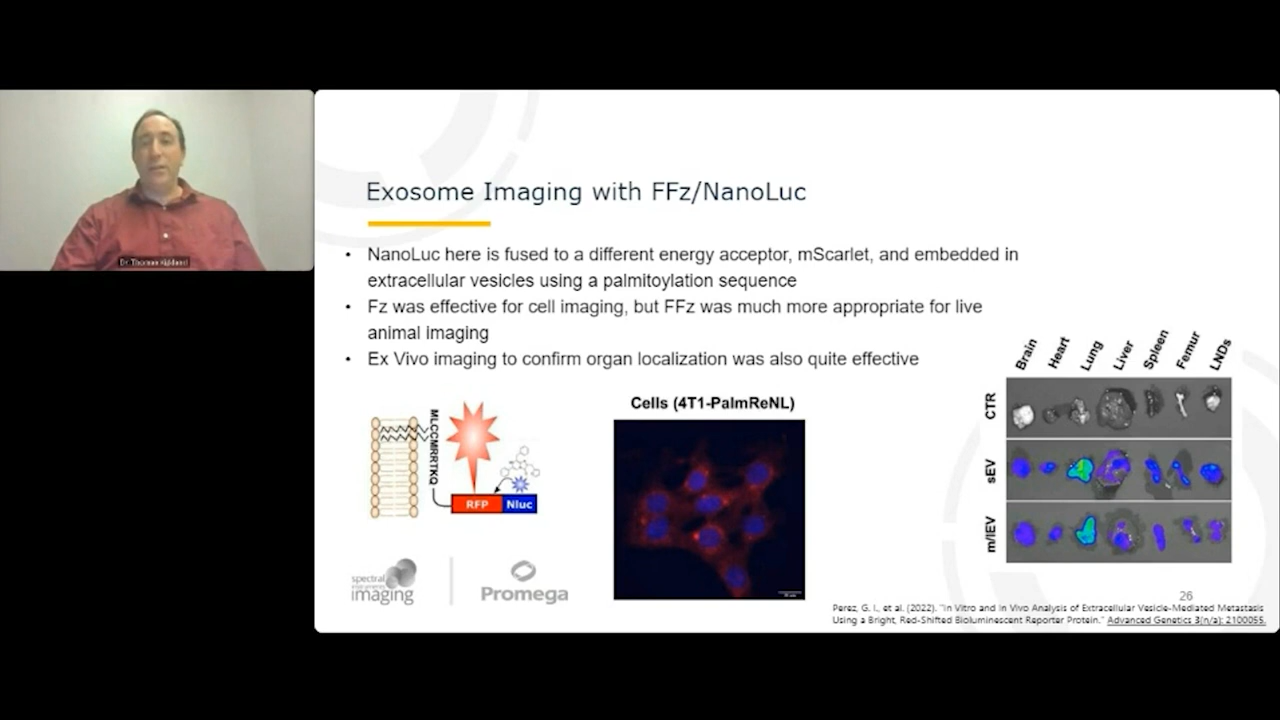 Dr. Thomas Kirkland
Exosome Imaging with FFz/NanoLuc
• NanoLuc here is fused to a different energy acceptor, mScarlet, and embedded in
extracellular vesicles using a palmitoylation sequence
• Fz was effective for cell imaging, but FFz was much more appropriate for live
animal imaging
• Ex Vivo imaging to confirm organ localization was also quite effective
MLCCMRRTKQ
RFP Nluc
Cells (4T1-PalmReNL)
Brain Heart Lung Liver Spleen Femur LNDs
CTR
sEV
m/lEV
spectral
instruments
imaging
Promega
26
Perez, G. I., et al. (2022). "In Vitro and In Vivo Analysis of Extracellular Vesicle-Mediated Metastasis
Using a Bright, Red-Shifted Bioluminescent Reporter Protein." Advanced Genetics 3(n/a): 2100055.